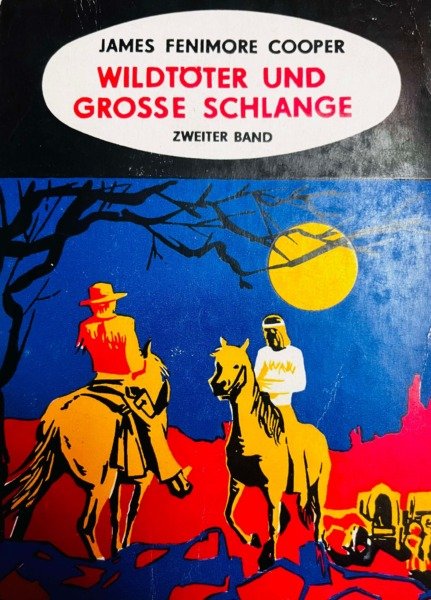 JAMES FENIMORE COOPER
WILDTÖTER UND
GROSSE SCHLANGE
ZWEITER BAND